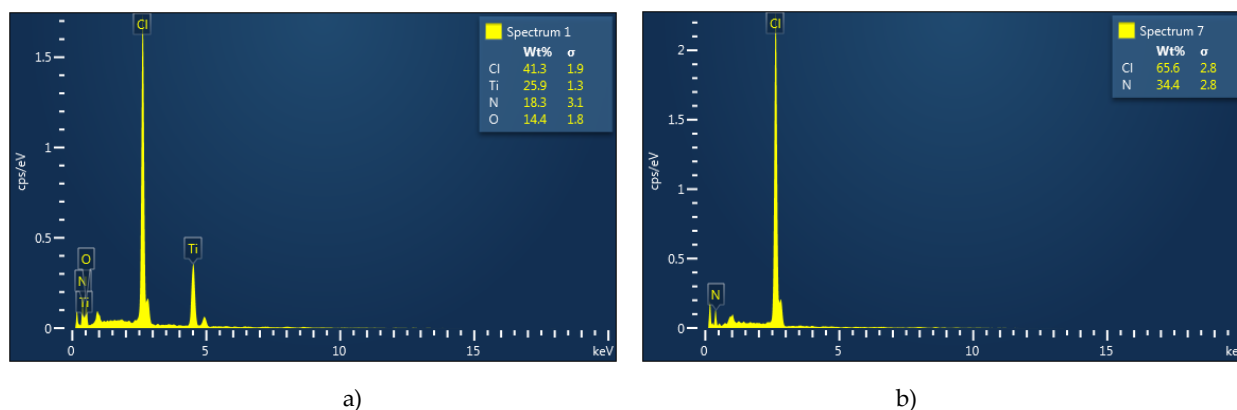 Cl
Spectrum 1
Wt% σ
Cl 41.3 1.9
Ti 25.9 1.3
N 18.3 3.1
O 14.4 1.8
1.5
1
cps/eV
0.5
O
N
Ti
Ti
0
0 5 10 15 keV
a)
Cl
Spectrum 7
Wt% σ
Cl 65.6 2.8
N 34.4 2.8
2
1.5
cps/eV
1
0.5
N
0
0 5 10 15 keV
b)